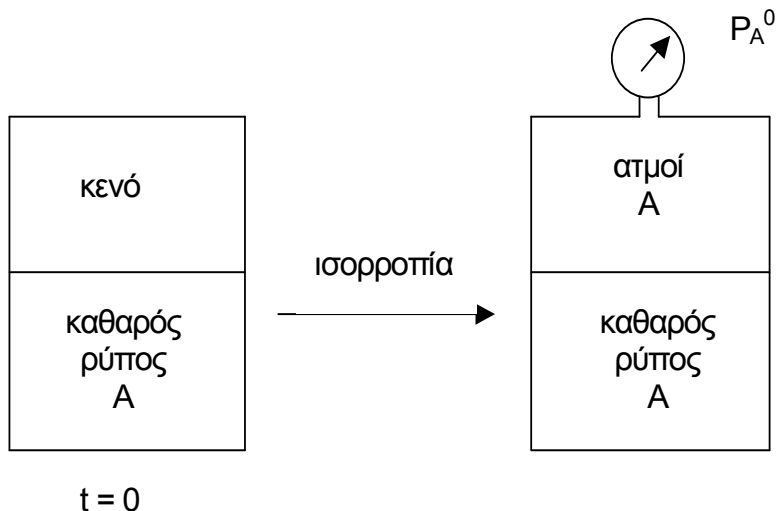 P_A^0
κενό
ατμοί
Α
ισορροπία
καθαρός
ρύπος
Α
καθαρός
ρύπος
Α
t = 0